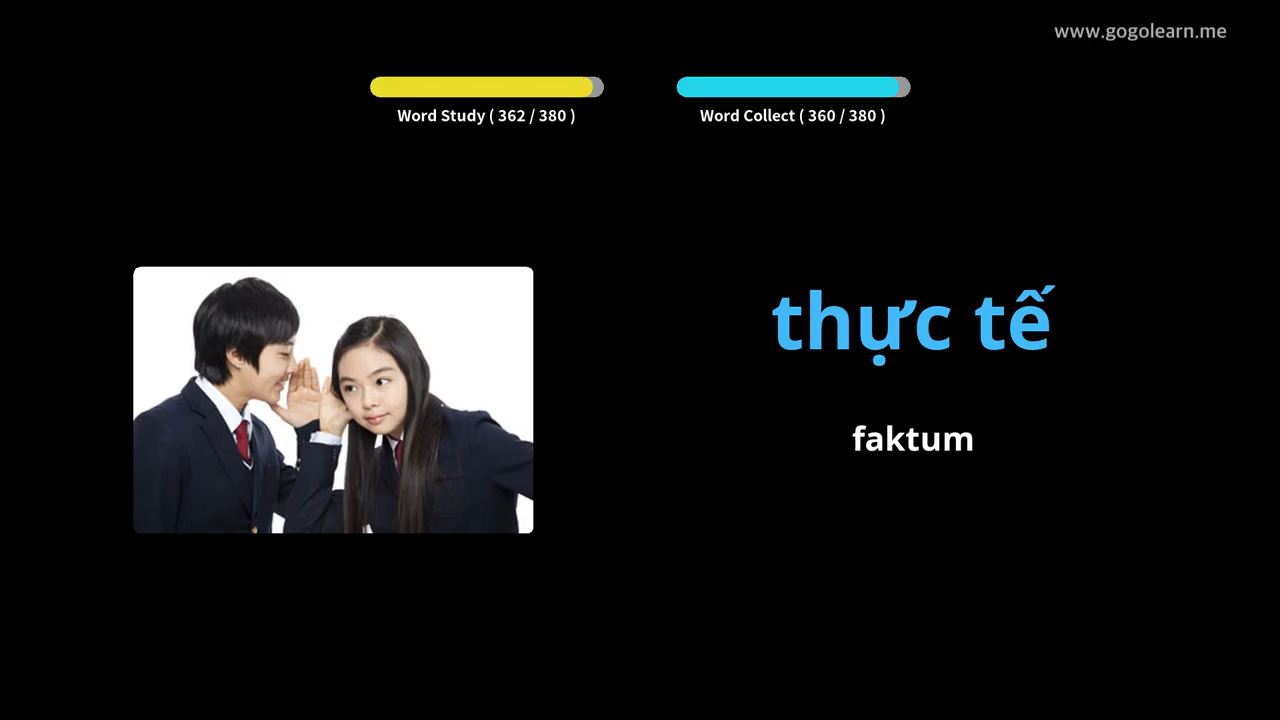 www.gogolearn.me
Word Study ( 362 / 380 )
Word Collect ( 360 / 380 )
thực tế
faktum